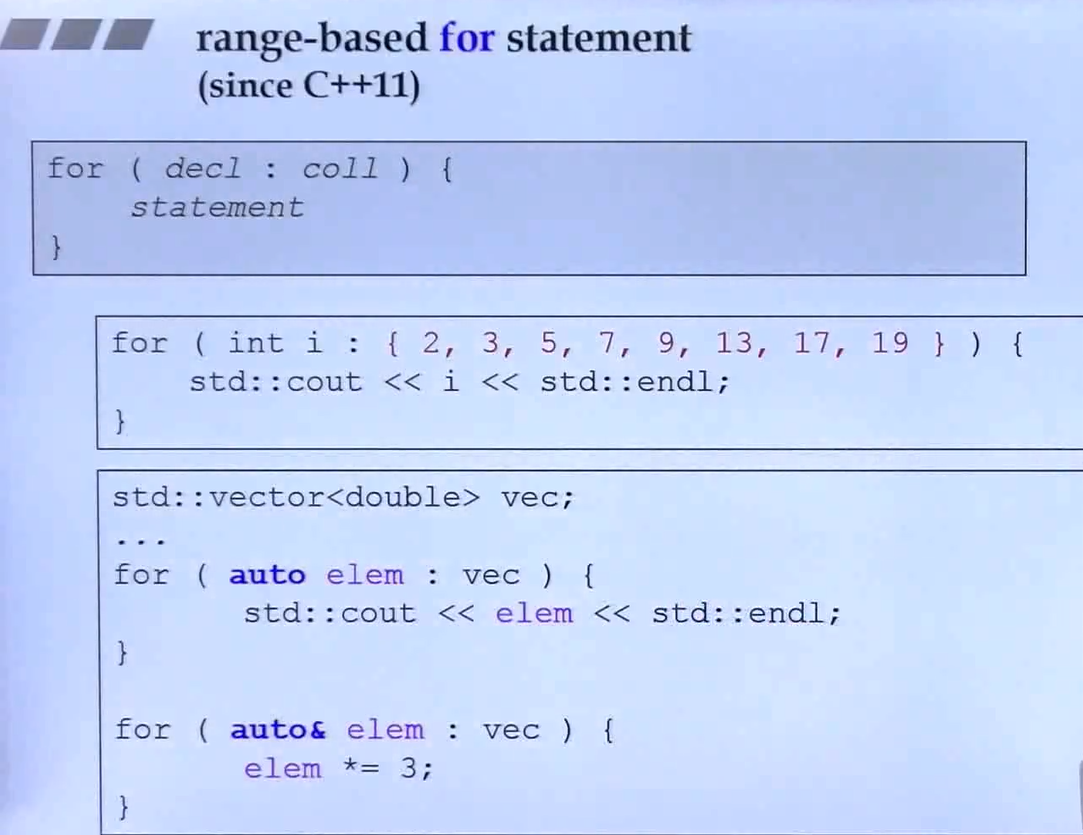 range-based for statement
(since C++11)
for ( decl : coll ) {
statement
}
for ( int i : { 2, 3, 5, 7, 9, 13, 17, 19 } ) {
std::cout << i << std::endl;
}
std::vector<double> vec;
...
for ( auto elem : vec ) {
std::cout << elem << std::endl;
}
for ( auto& elem : vec ) {
elem *= 3;
}